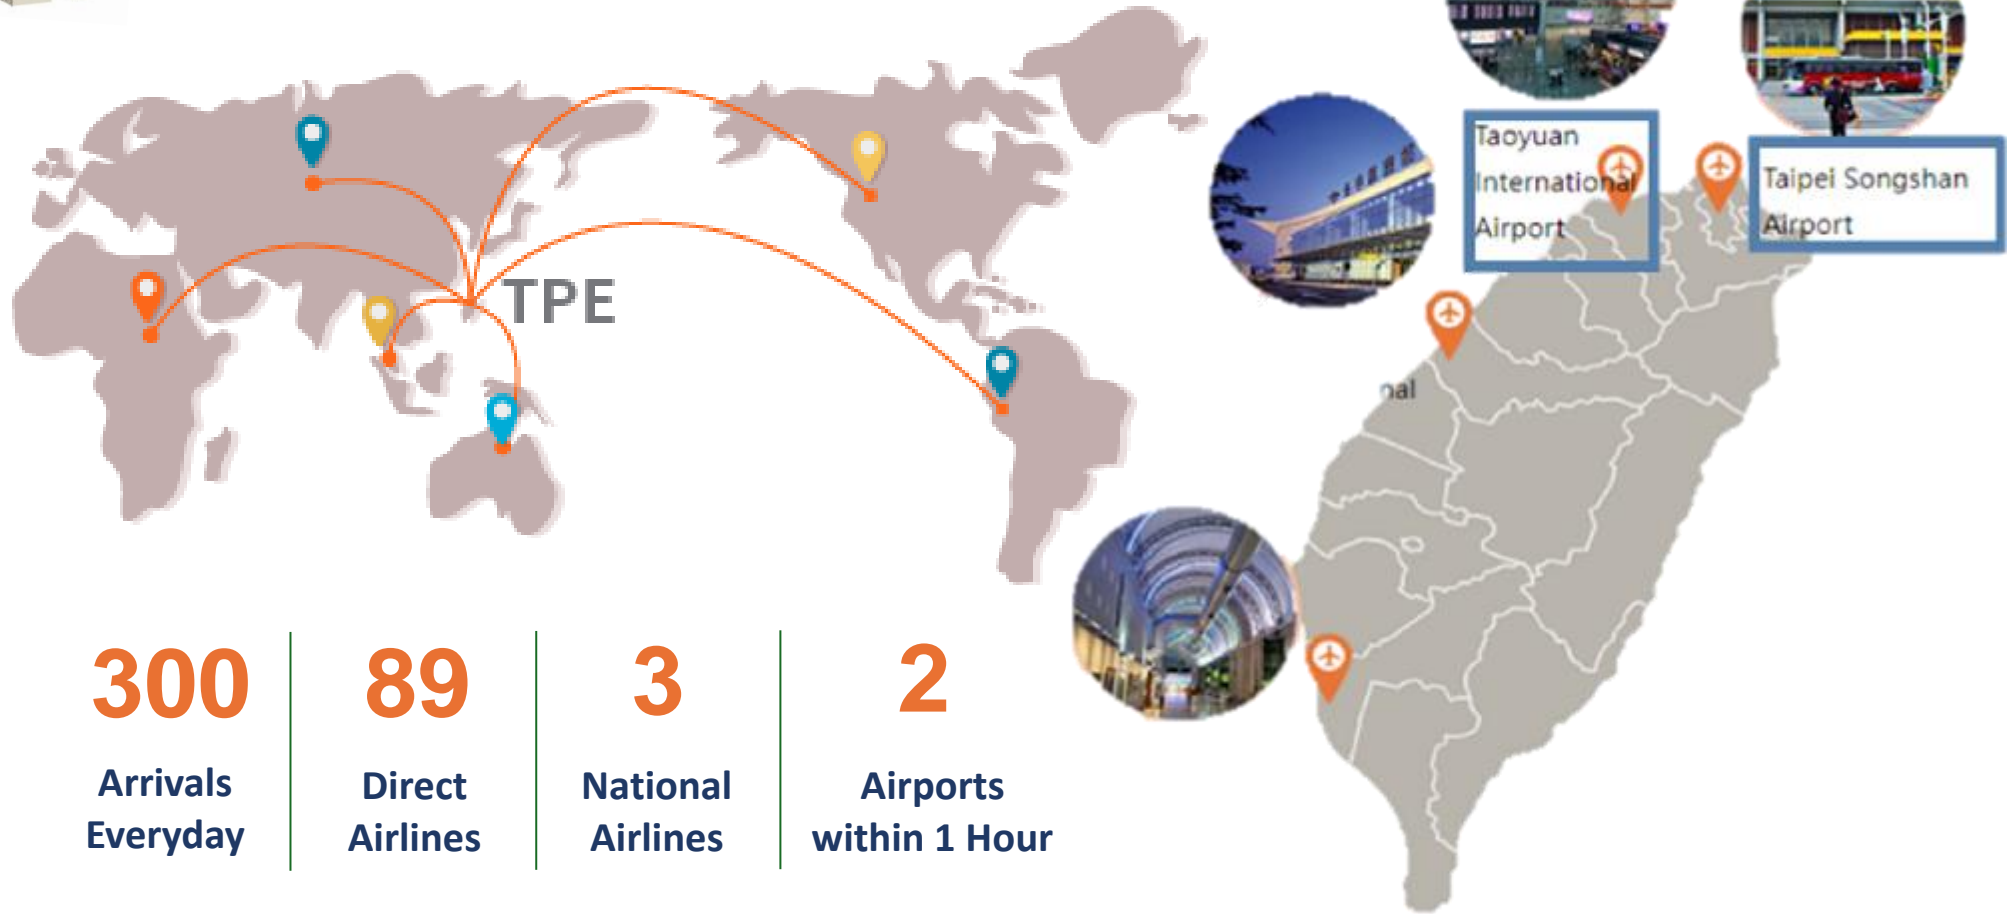 TPE
300
Arrivals
Everyday
89
Direct
Airlines
3
National
Airlines
2
Airports
within 1 Hour
Taoyuan
International
Airport
Taipei Songshan
Airport
nal